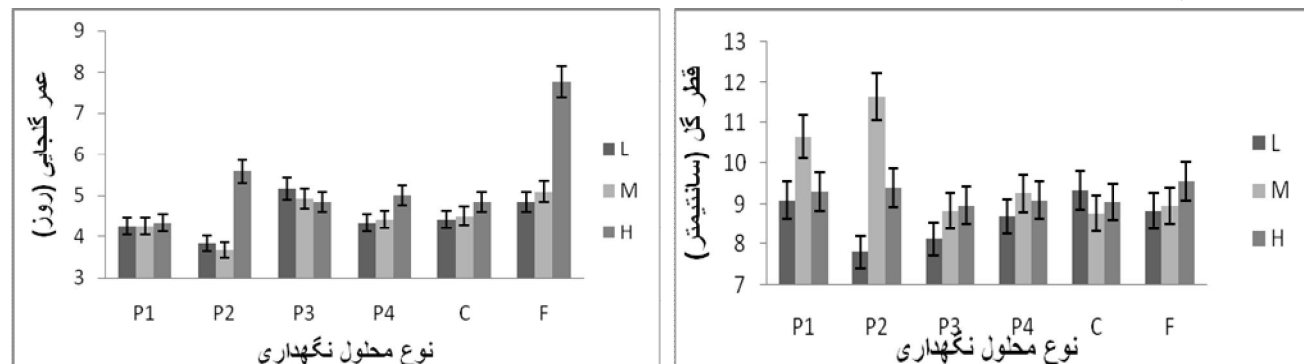 9
8
7
6
5
4
3
عمر گلجایی (روز)
P1 P2 P3 P4 C F
نوع محلول نگهداری
L
M
H
13
12
11
10
9
8
7
قطر گل (سانتیمتر)
P1 P2 P3 P4 C F
نوع محلول نگهداری
L
M
H